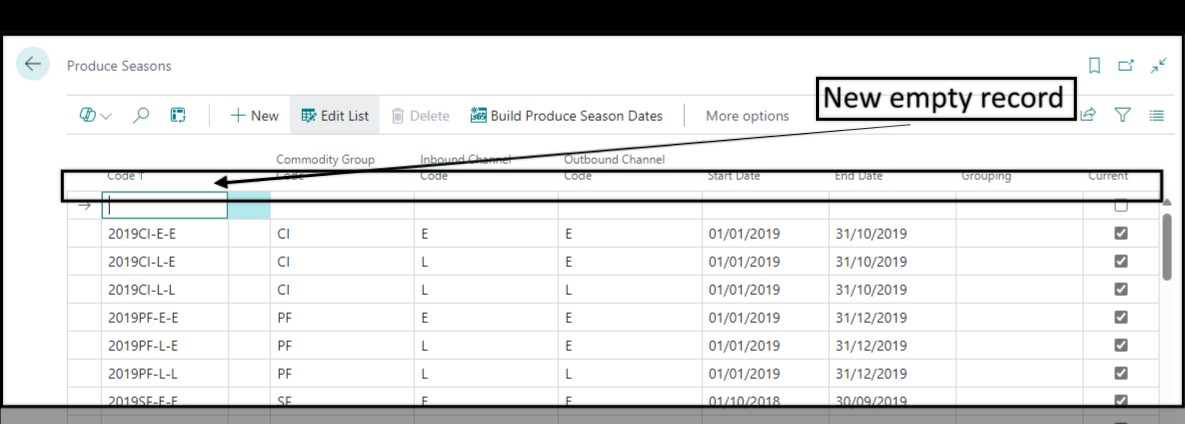 Produce Seasons
New Edit List Delete Build Produce Season Dates More options
New empty record
Commodity Group Inbound Channel Outbound Channel
Code ↑ Code Code Code Start Date End Date Grouping Current
2019CI-E-E CI E E 01/01/2019 31/10/2019
2019CI-L-E CI L E 01/01/2019 31/10/2019
2019CI-L-L CI L L 01/01/2019 31/10/2019
2019PF-E-E PF E E 01/01/2019 31/12/2019
2019PF-L-E PF L E 01/01/2019 31/12/2019
2019PF-L-L PF L L 01/01/2019 31/12/2019
2019SF-E-E SF E E 01/10/2018 30/09/2019